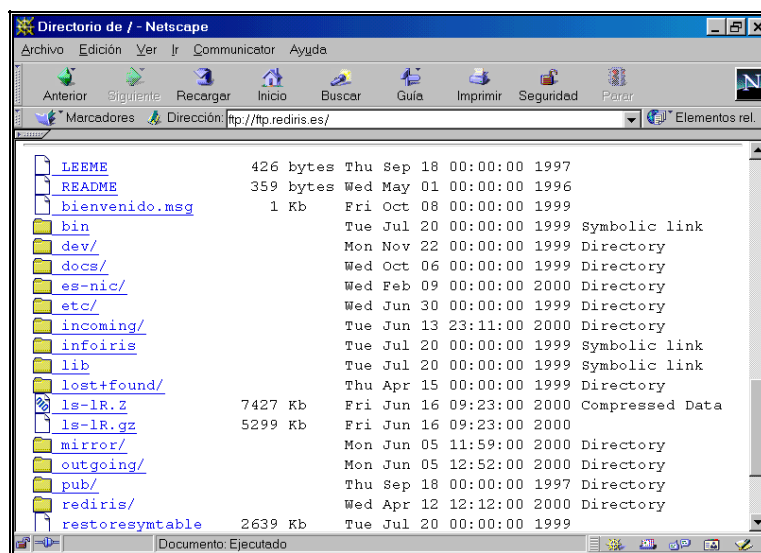 Directorio de / - Netscape
Archivo Edición Ver Ir Communicator Ayuda
Anterior Siguiente Recargar Inicio Buscar Guía Imprimir Seguridad Parar N
Marcadores Dirección: ftp://ftp.rediris.es/ Elementos rel.
LEEME 426 bytes Thu Sep 18 00:00:00 1997
README 359 bytes Wed May 01 00:00:00 1996
bienvenido.msg 1 Kb Fri Oct 08 00:00:00 1999
bin Tue Jul 20 00:00:00 1999 Symbolic link
dev/ Mon Nov 22 00:00:00 1999 Directory
docs/ Wed Oct 06 00:00:00 1999 Directory
es-nic/ Wed Feb 09 00:00:00 2000 Directory
etc/ Wed Jun 30 00:00:00 1999 Directory
incoming/ Tue Jun 13 23:11:00 2000 Directory
infoiris Tue Jul 20 00:00:00 1999 Symbolic link
lib Tue Jul 20 00:00:00 1999 Symbolic link
lost+found/ Thu Apr 15 00:00:00 1999 Directory
ls-lR.Z 7427 Kb Fri Jun 16 09:23:00 2000 Compressed Data
ls-lR.gz 5299 Kb Fri Jun 16 09:23:00 2000
mirror/ Mon Jun 05 11:59:00 2000 Directory
outgoing/ Mon Jun 05 12:52:00 2000 Directory
pub/ Thu Sep 18 00:00:00 1997 Directory
rediris/ Wed Apr 12 12:12:00 2000 Directory
restoresymtable 2639 Kb Tue Jul 20 00:00:00 1999
Documento: Ejecutado